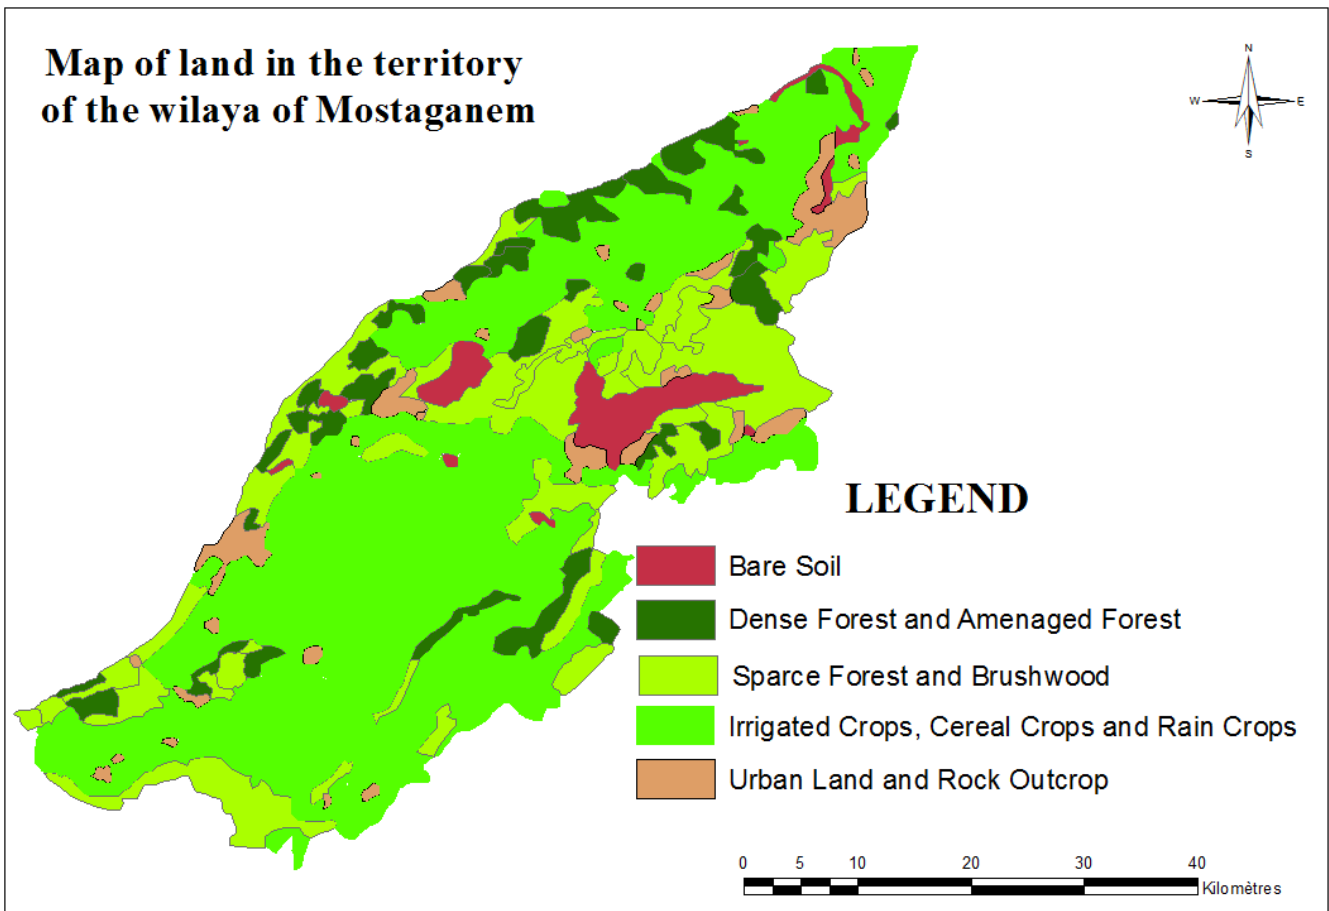 Map of land in the territory
of the wilaya of Mostaganem
N
W
E
S
LEGEND
Bare Soil
Dense Forest and Amenaged Forest
Sparce Forest and Brushwood
Irrigated Crops, Cereal Crops and Rain Crops
Urban Land and Rock Outcrop
0 5 10 20 30 40
Kilomètres